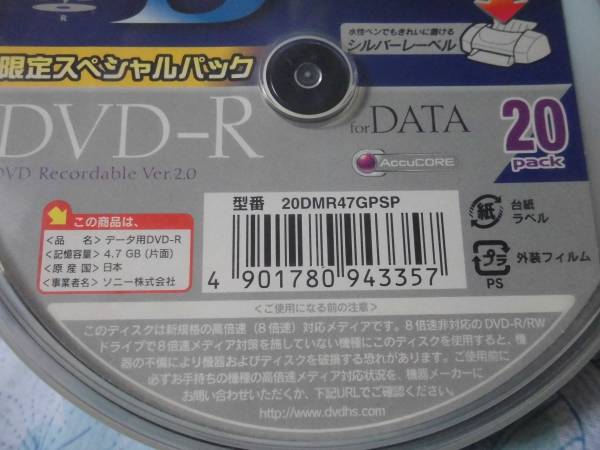 R
水性ペンでもきれいに書ける
シルバーレーベル
限定スペシャルパック
DVD-R
for DATA
20
pack
DVD Recordable Ver.2.0
AccuCORE
型番 20DMR47GPSP
この商品は、
<品 名> データ用DVD-R
<記憶容量> 4.7 GB (片面)
<原 産 国> 日本
<事業者名> ソニー株式会社
4 901780 943357
紙
台紙
ラベル
プラ
外装フィルム
PS
<ご使用になる前の注意>
このディスクは新規格の高倍速（8倍速）対応メディアです。8倍速非対応のDVD-R/RW
ドライブで8倍速メディア対策を施していない機種にこのディスクを使用すると、機
器の不備により機器およびディスクを破損する恐れがあります。ご使用前に
必ずお手持ちの機種の高倍速メディア対応状況を、機器メーカーに
お問い合わせいただくか、下記URLでご確認ください。
http://www.dvdhs.com